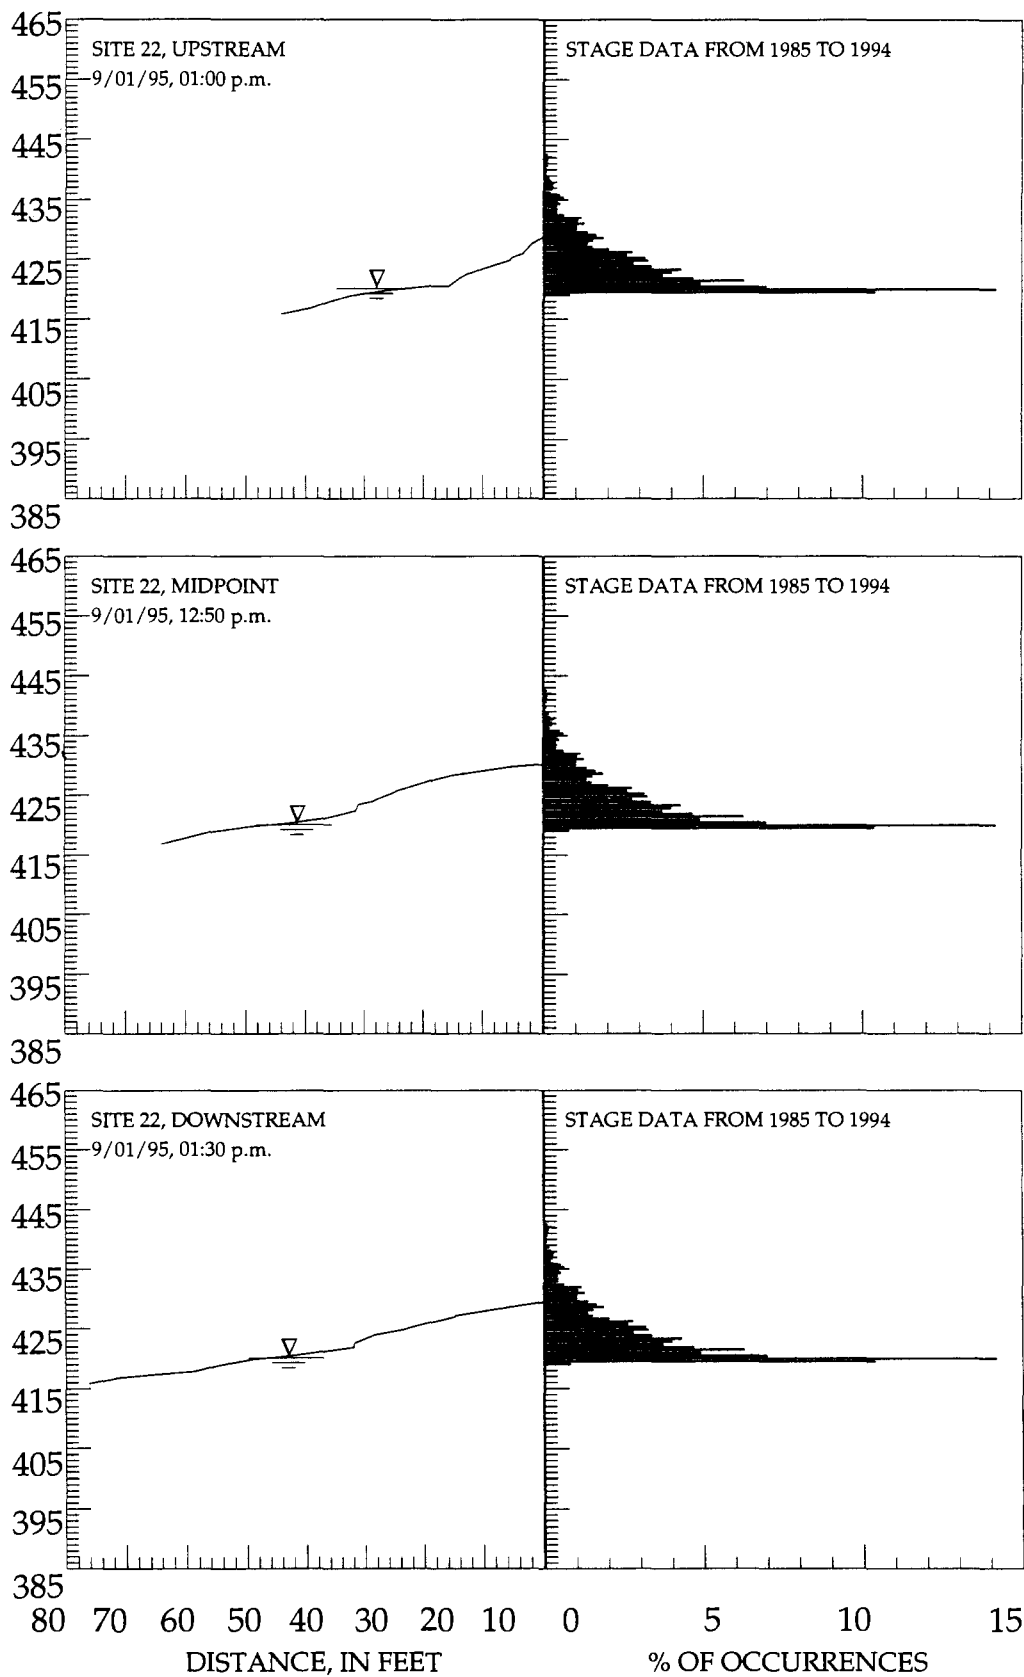 465
SITE 22, UPSTREAM
STAGE DATA FROM 1985 TO 1994
9/01/95, 01:00 p.m.
455
445
435
425
415
405
395
385
465
SITE 22, MIDPOINT
STAGE DATA FROM 1985 TO 1994
9/01/95, 12:50 p.m.
455
445
435
425
415
405
395
385
465
SITE 22, DOWNSTREAM
STAGE DATA FROM 1985 TO 1994
9/01/95, 01:30 p.m.
455
445
435
425
415
405
395
385
80 70 60 50 40 30 20 10 0 5 10 15
DISTANCE, IN FEET % OF OCCURRENCES